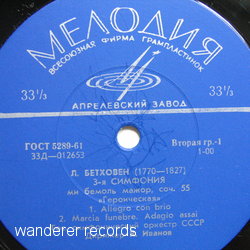 МЕЛОДИЯ
ВСЕСОЮЗНАЯ ФИРМА ГРАМПЛАСТИНОК
33⅓ 33⅓
АПРЕЛЕВСКИЙ ЗАВОД
ГОСТ 5289-61 Вторая гр.-1
33Д—012653 1-00
Л. БЕТХОВЕН (1770—1827)
3-я СИМФОНИЯ
ми бемоль мажор, соч. 55
"Героическая"
1. Allegro con brio
2. Marcia funebre. Adagio assai
оркестр СССР
Иванов
wanderer records